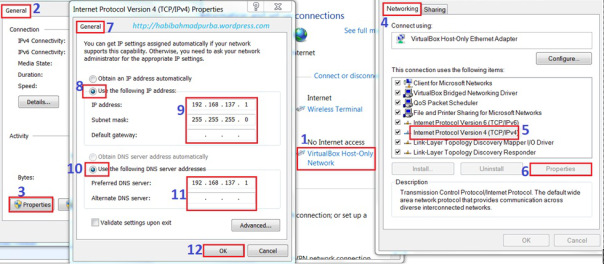 General
2
Connection
IPv4 Connectivity:
IPv6 Connectivity:
Media State:
Duration:
Speed:
Details...
Activity
Bytes:
3
Properties
Internet Protocol Version 4 (TCP/IPv4) Properties
General
7
http://habibahmadpurba.wordpress.com
You can get IP settings assigned automatically if your network
supports this capability. Otherwise, you need to ask your network
administrator for the appropriate IP settings.
Obtain an IP address automatically
8
Use the following IP address:
IP address:
192 . 168 . 137 . 1
9
Subnet mask:
255 . 255 . 255 . 0
Default gateway:
. . .
Obtain DNS server address automatically
10
Use the following DNS server addresses
Preferred DNS server:
192 . 168 . 137 . 1
11
Alternate DNS server:
. . .
Validate settings upon exit
Advanced...
12
OK
Cancel
connections
See full m
Connect or disconnec
Internet
Wireless Terminal
No Internet access
1
VirtualBox Host-Only
Network
connection; or set up a
VPN network connection
Networking
Sharing
4
Connect using:
VirtualBox Host-Only Ethernet Adapter
Configure...
This connection uses the following items:
Client for Microsoft Networks
VirtualBox Bridged Networking Driver
QoS Packet Scheduler
File and Printer Sharing for Microsoft Networks
Internet Protocol Version 6 (TCP/IPv6)
Internet Protocol Version 4 (TCP/IPv4
5
Link-Layer Topology Discovery Mapper I/O Driver
Link-Layer Topology Discovery Responder
Install...
Uninstall
Properties
6
Description
Transmission Control Protocol/Internet Protocol. The default wide
area network protocol that provides communication across
diverse interconnected networks.
OK
Cancel